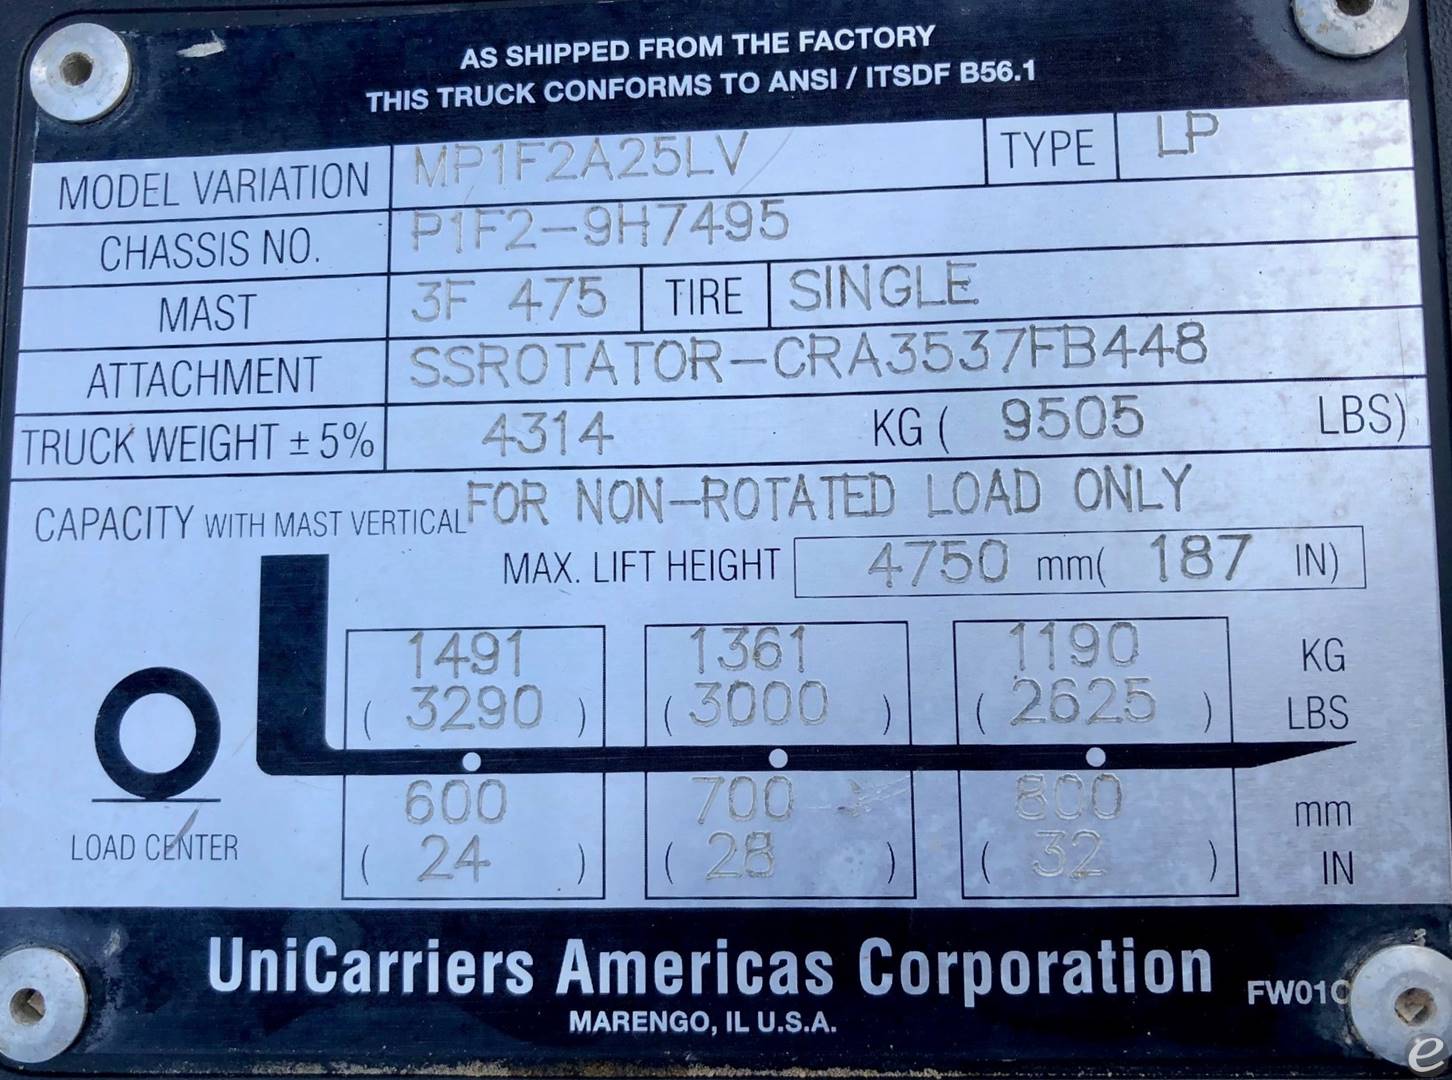 AS SHIPPED FROM THE FACTORY
THIS TRUCK CONFORMS TO ANSI / ITSDF B56.1
MODEL VARIATION MP1F2A25LV TYPE LP
CHASSIS NO. P1F2-9H7495
MAST 3F 475 TIRE SINGLE
ATTACHMENT SSROTATOR-CRA3537FB448
TRUCK WEIGHT ± 5% 4314 KG ( 9505 LBS)
CAPACITY WITH MAST VERTICAL FOR NON-ROTATED LOAD ONLY
MAX. LIFT HEIGHT 4750 mm( 187 IN)
1491 1361 1190 KG
( 3290 ) ( 3000 ) ( 2625 ) LBS
600 700 800 mm
LOAD CENTER ( 24 ) ( 28 ) ( 32 ) IN
UniCarriers Americas Corporation FW01C
MARENGO, IL U.S.A.
e